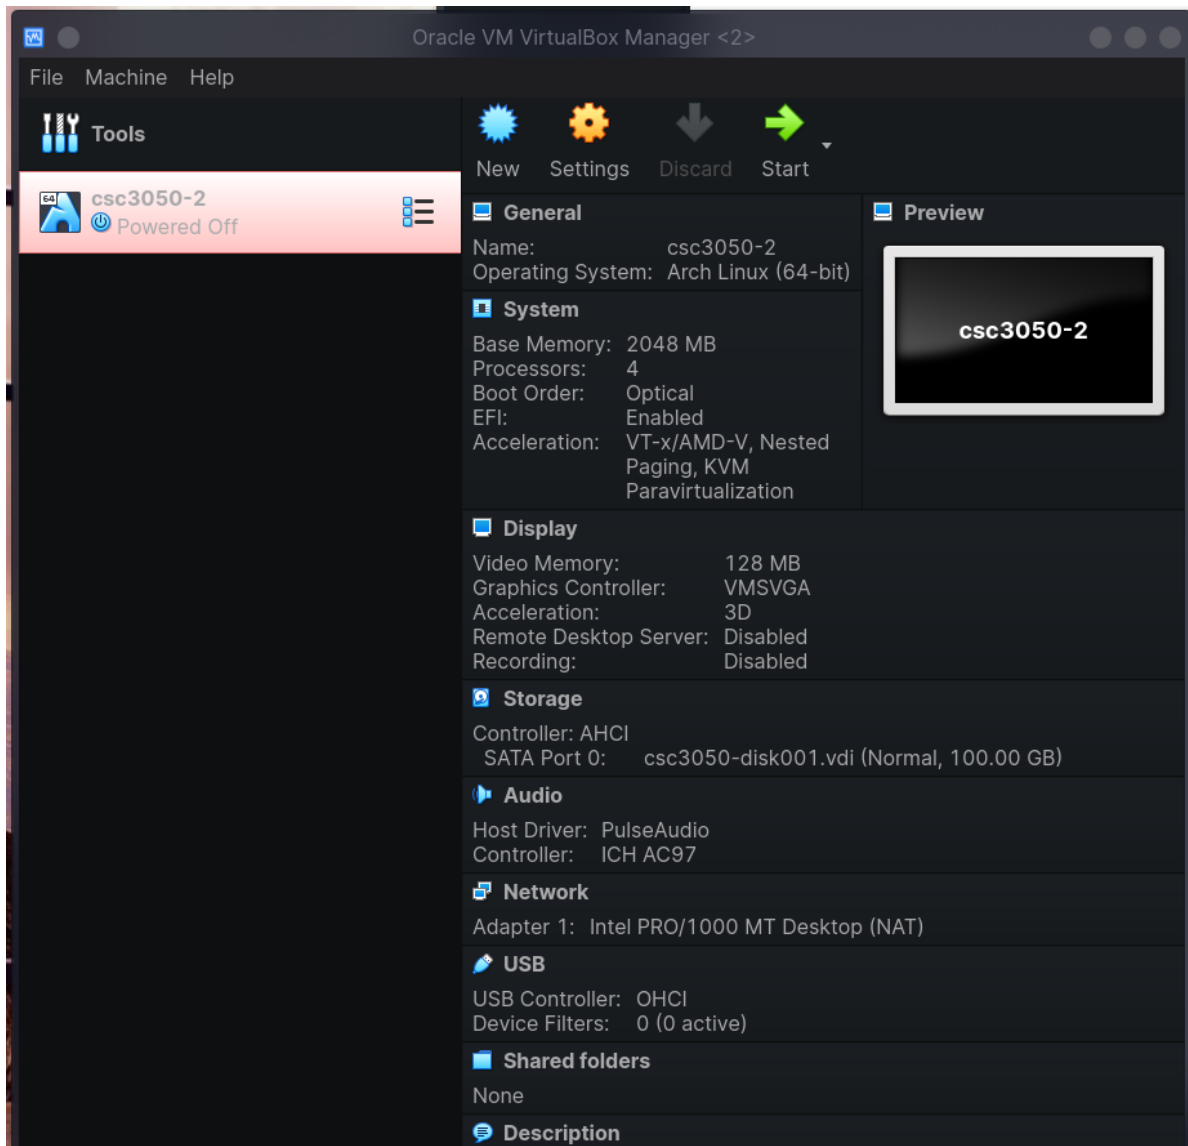 Oracle VM VirtualBox Manager <2>
File Machine Help
Tools
64
csc3050-2
Powered Off
New Settings Discard Start
General
Name: csc3050-2
Operating System: Arch Linux (64-bit)
Preview
csc3050-2
System
Base Memory: 2048 MB
Processors: 4
Boot Order: Optical
EFI: Enabled
Acceleration: VT-x/AMD-V, Nested
Paging, KVM
Paravirtualization
Display
Video Memory: 128 MB
Graphics Controller: VMSVGA
Acceleration: 3D
Remote Desktop Server: Disabled
Recording: Disabled
Storage
Controller: AHCI
SATA Port 0: csc3050-disk001.vdi (Normal, 100.00 GB)
Audio
Host Driver: PulseAudio
Controller: ICH AC97
Network
Adapter 1: Intel PRO/1000 MT Desktop (NAT)
USB
USB Controller: OHCI
Device Filters: 0 (0 active)
Shared folders
None
Description